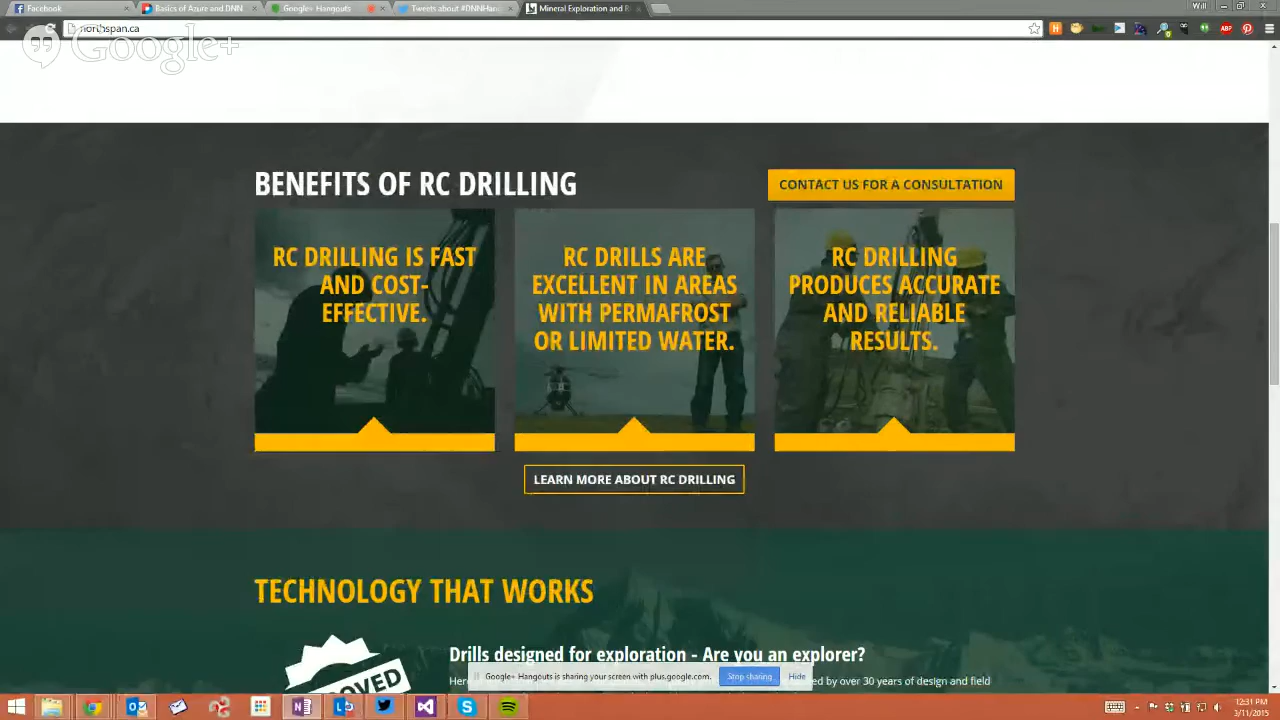 Facebook
Basics of Azure and DNN
Google+ Hangouts
Tweets about #DNNHan
Mineral Exploration and R
Will
northspan.ca
Google+
BENEFITS OF RC DRILLING
CONTACT US FOR A CONSULTATION
RC DRILLING IS FAST
AND COST-
EFFECTIVE.
RC DRILLS ARE
EXCELLENT IN AREAS
WITH PERMAFROST
OR LIMITED WATER.
RC DRILLING
PRODUCES ACCURATE
AND RELIABLE
RESULTS.
LEARN MORE ABOUT RC DRILLING
TECHNOLOGY THAT WORKS
Drills designed for exploration - Are you an explorer?
Google+ Hangouts is sharing your screen with plus.google.com.
Stop sharing
Hide
by over 30 years of design and field
12:31 PM
3/11/2015